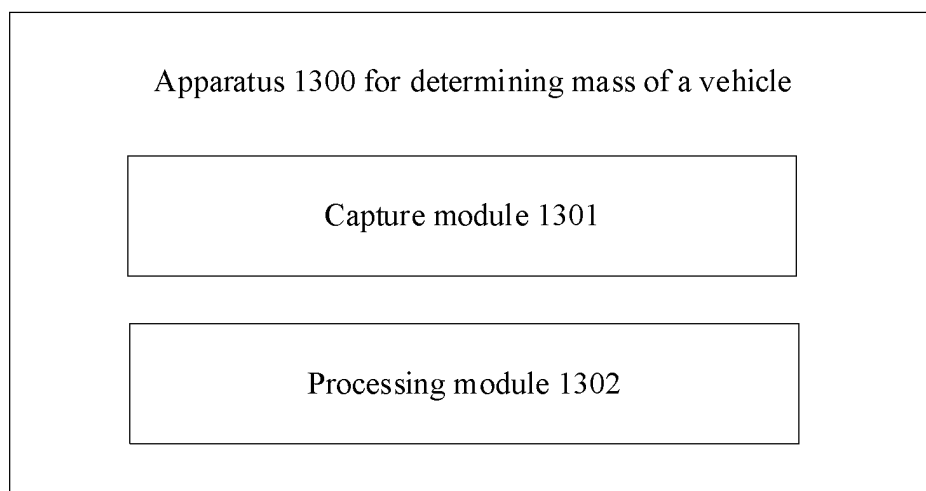 Apparatus 1300 for determining mass of a vehicle
Capture module 1301
Processing module 1302